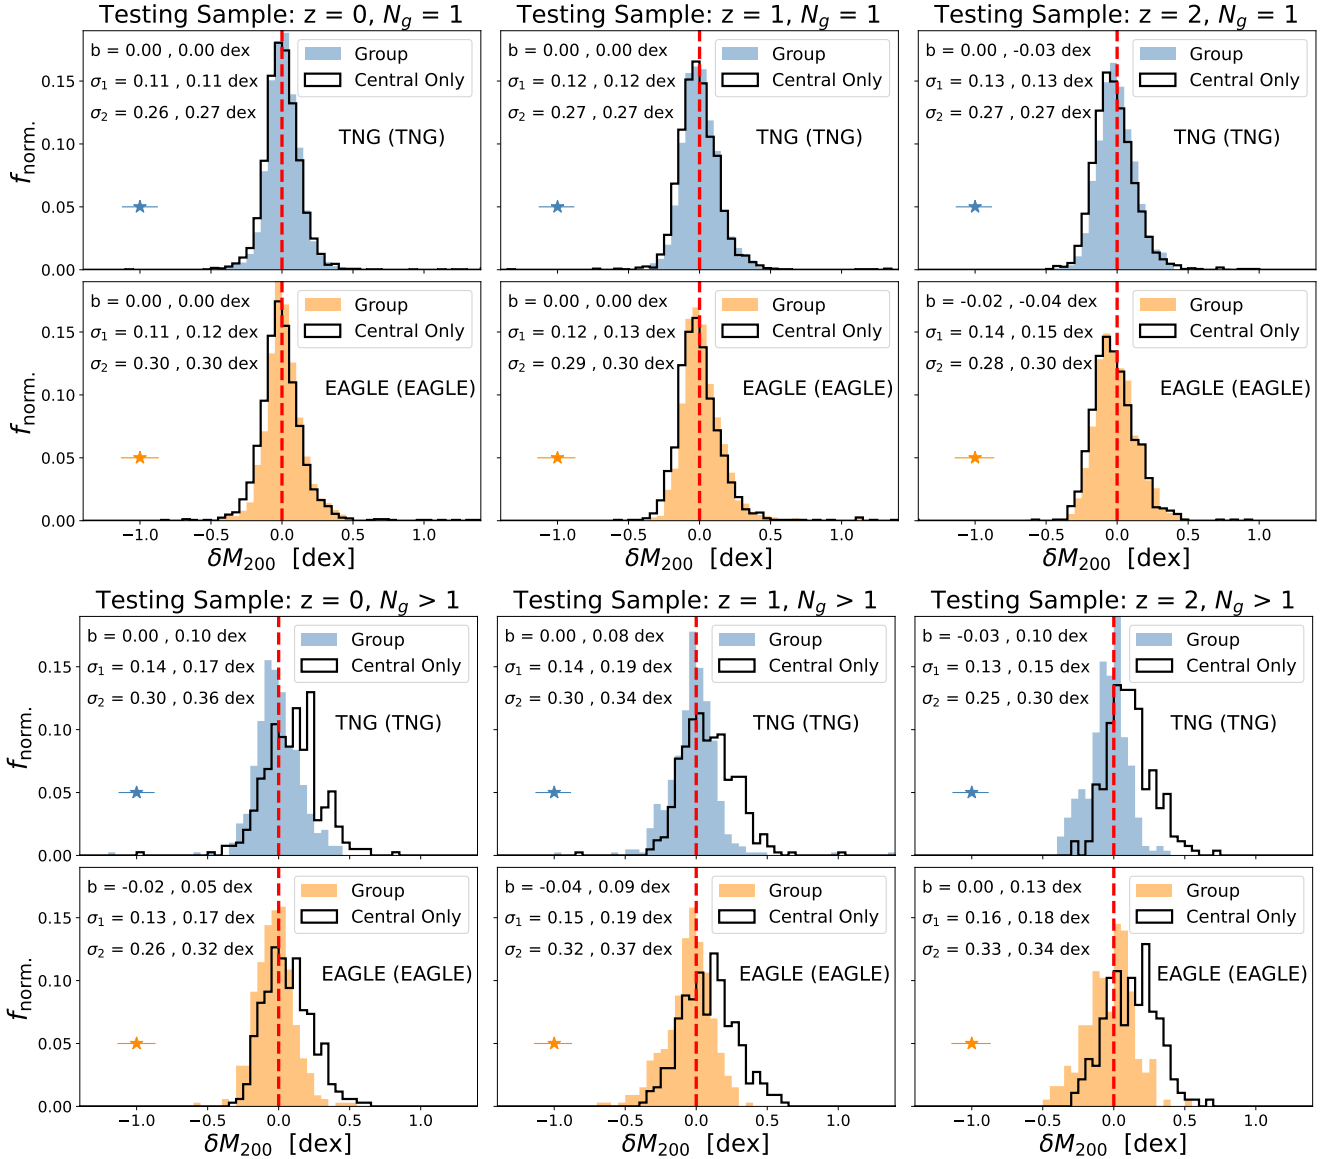 Testing Sample: z = 0, N_g = 1
b = 0.00 , 0.00 dex
σ₁ = 0.11 , 0.11 dex
σ₂ = 0.26 , 0.27 dex
Group
Central Only
TNG (TNG)
f_norm.
0.15
0.10
0.05
0.00
Testing Sample: z = 1, N_g = 1
b = 0.00 , 0.00 dex
σ₁ = 0.12 , 0.12 dex
σ₂ = 0.27 , 0.27 dex
Group
Central Only
TNG (TNG)
Testing Sample: z = 2, N_g = 1
b = 0.00 , -0.03 dex
σ₁ = 0.13 , 0.13 dex
σ₂ = 0.27 , 0.27 dex
Group
Central Only
TNG (TNG)
b = 0.00 , 0.00 dex
σ₁ = 0.11 , 0.12 dex
σ₂ = 0.30 , 0.30 dex
Group
Central Only
EAGLE (EAGLE)
f_norm.
0.15
0.10
0.05
0.00
−1.0 −0.5 0.0 0.5 1.0
δM₂₀₀ [dex]
b = 0.00 , 0.00 dex
σ₁ = 0.12 , 0.13 dex
σ₂ = 0.29 , 0.30 dex
Group
Central Only
EAGLE (EAGLE)
−1.0 −0.5 0.0 0.5 1.0
δM₂₀₀ [dex]
b = -0.02 , -0.04 dex
σ₁ = 0.14 , 0.15 dex
σ₂ = 0.28 , 0.30 dex
Group
Central Only
EAGLE (EAGLE)
−1.0 −0.5 0.0 0.5 1.0
δM₂₀₀ [dex]
Testing Sample: z = 0, N_g > 1
b = 0.00 , 0.10 dex
σ₁ = 0.14 , 0.17 dex
σ₂ = 0.30 , 0.36 dex
Group
Central Only
TNG (TNG)
f_norm.
0.15
0.10
0.05
0.00
Testing Sample: z = 1, N_g > 1
b = 0.00 , 0.08 dex
σ₁ = 0.14 , 0.19 dex
σ₂ = 0.30 , 0.34 dex
Group
Central Only
TNG (TNG)
Testing Sample: z = 2, N_g > 1
b = -0.03 , 0.10 dex
σ₁ = 0.13 , 0.15 dex
σ₂ = 0.25 , 0.30 dex
Group
Central Only
TNG (TNG)
b = -0.02 , 0.05 dex
σ₁ = 0.13 , 0.17 dex
σ₂ = 0.26 , 0.32 dex
Group
Central Only
EAGLE (EAGLE)
f_norm.
0.15
0.10
0.05
0.00
−1.0 −0.5 0.0 0.5 1.0
δM₂₀₀ [dex]
b = -0.04 , 0.09 dex
σ₁ = 0.15 , 0.19 dex
σ₂ = 0.32 , 0.37 dex
Group
Central Only
EAGLE (EAGLE)
−1.0 −0.5 0.0 0.5 1.0
δM₂₀₀ [dex]
b = 0.00 , 0.13 dex
σ₁ = 0.16 , 0.18 dex
σ₂ = 0.33 , 0.34 dex
Group
Central Only
EAGLE (EAGLE)
−1.0 −0.5 0.0 0.5 1.0
δM₂₀₀ [dex]